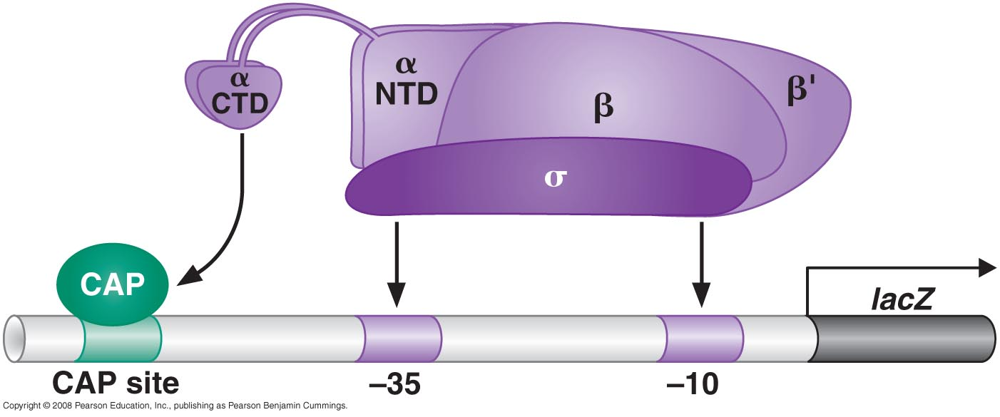 α
CTD
α
NTD
β
β'
σ
CAP
lacZ
CAP site
–35
–10
Copyright © 2008 Pearson Education, Inc., publishing as Pearson Benjamin Cummings.